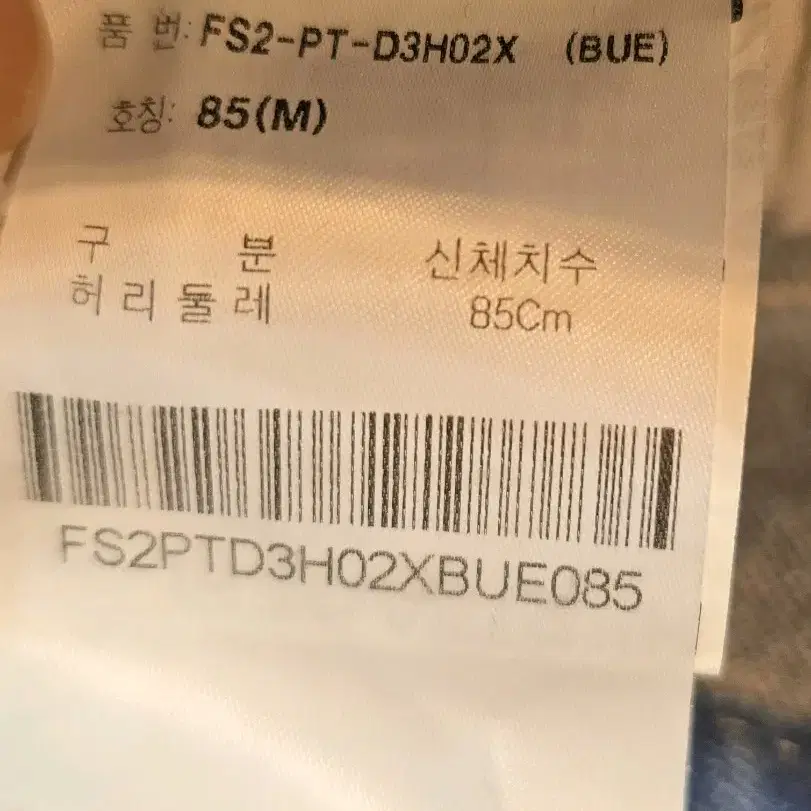 품 번: FS2-PT-D3H02X (BUE)
호칭: 85(M)
구 분 신체치수
허리둘레 85Cm
FS2PTD3H02XBUE085